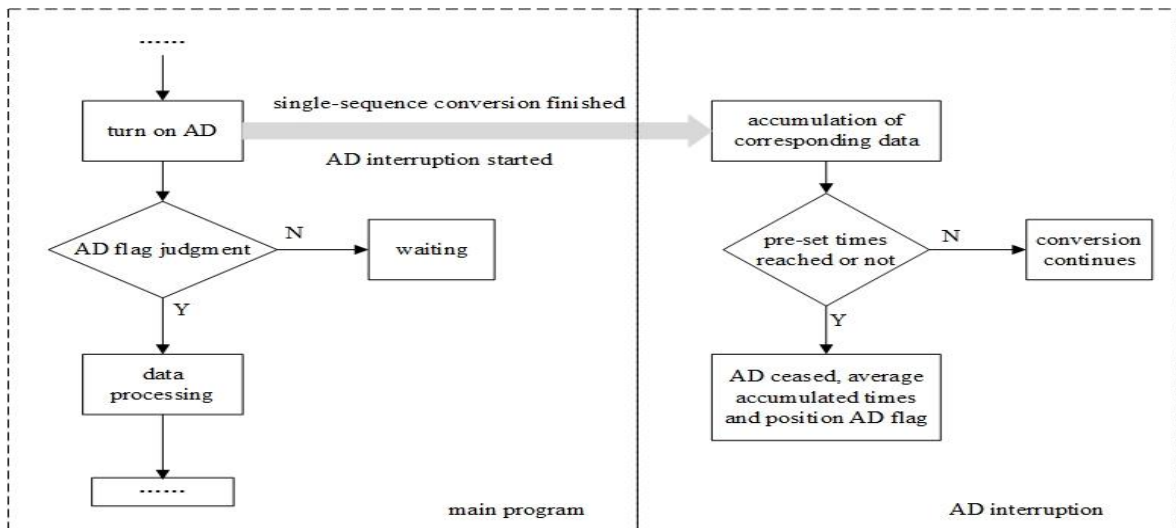 ......
turn on AD
single-sequence conversion finished
AD interruption started
AD flag judgment
N
waiting
Y
data
processing
......
main program
accumulation of
corresponding data
pre-set times
reached or not
N
conversion
continues
Y
AD ceased, average
accumulated times
and position AD flag
AD interruption